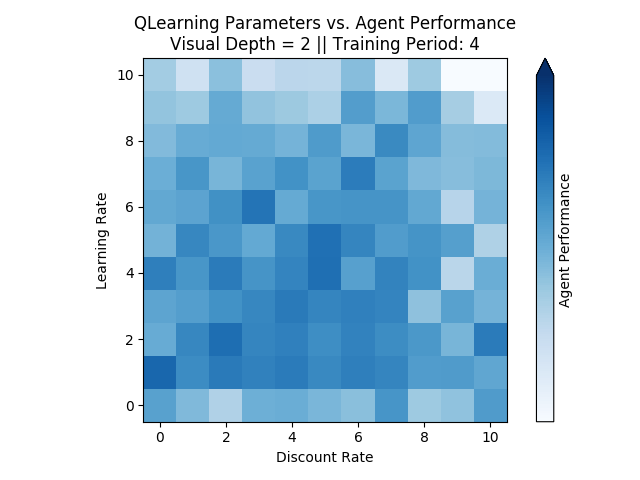 QLearning Parameters vs. Agent Performance
Visual Depth = 2 || Training Period: 4
10
8
6
4
2
0
Learning Rate
0 2 4 6 8 10
Discount Rate
Agent Performance